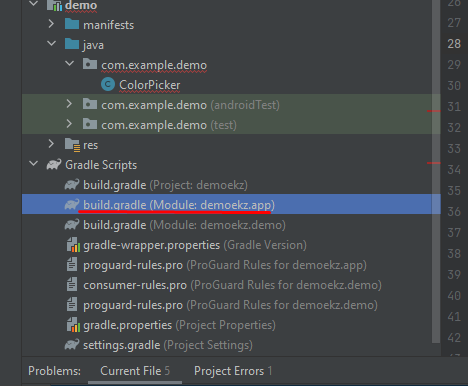 demo
manifests
28
java
com.example.demo
C ColorPicker
30
com.example.demo (androidTest)
31
com.example.demo (test)
32
res
33
Gradle Scripts
34
build.gradle (Project: demoekz)
35
build.gradle (Module: demoekz.app)
36
build.gradle (Module: demoekz.demo)
37
gradle-wrapper.properties (Gradle Version)
38
proguard-rules.pro (ProGuard Rules for demoekz.app)
39
consumer-rules.pro (ProGuard Rules for demoekz.demo)
40
proguard-rules.pro (ProGuard Rules for demoekz.demo)
gradle.properties (Project Properties)
41
settings.gradle (Project Settings)
42
Problems: Current File 5 Project Errors 1